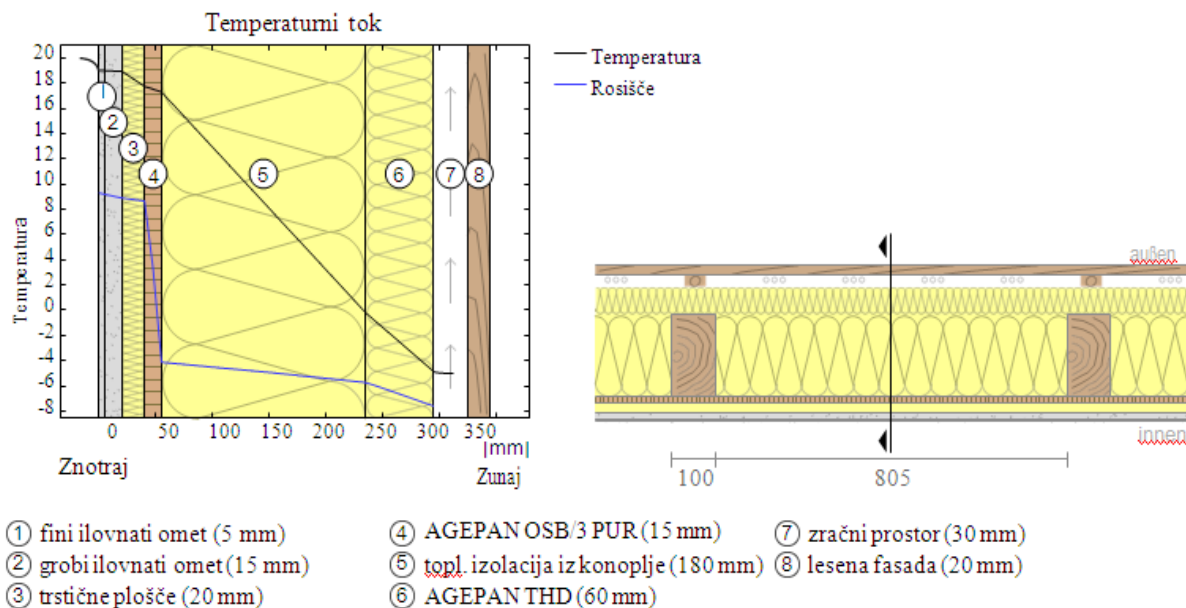 Temperaturni tok
Temperatura
20
18
16
14
12
10
8
6
4
2
0
-2
-4
-6
-8
0 50 100 150 200 250 300 350
|mm|
Znotraj
Zunaj
2
3
4
5
6
7
8
Temperatura
Rosišče
außen
innen
100
805
1 fini ilovnati omet (5 mm)
2 grobi ilovnati omet (15 mm)
3 trstične plošče (20 mm)
4 AGEPAN OSB/3 PUR (15 mm)
5 topl. izolacija iz konoplje (180 mm)
6 AGEPAN THD (60 mm)
7 zračni prostor (30 mm)
8 lesena fasada (20 mm)